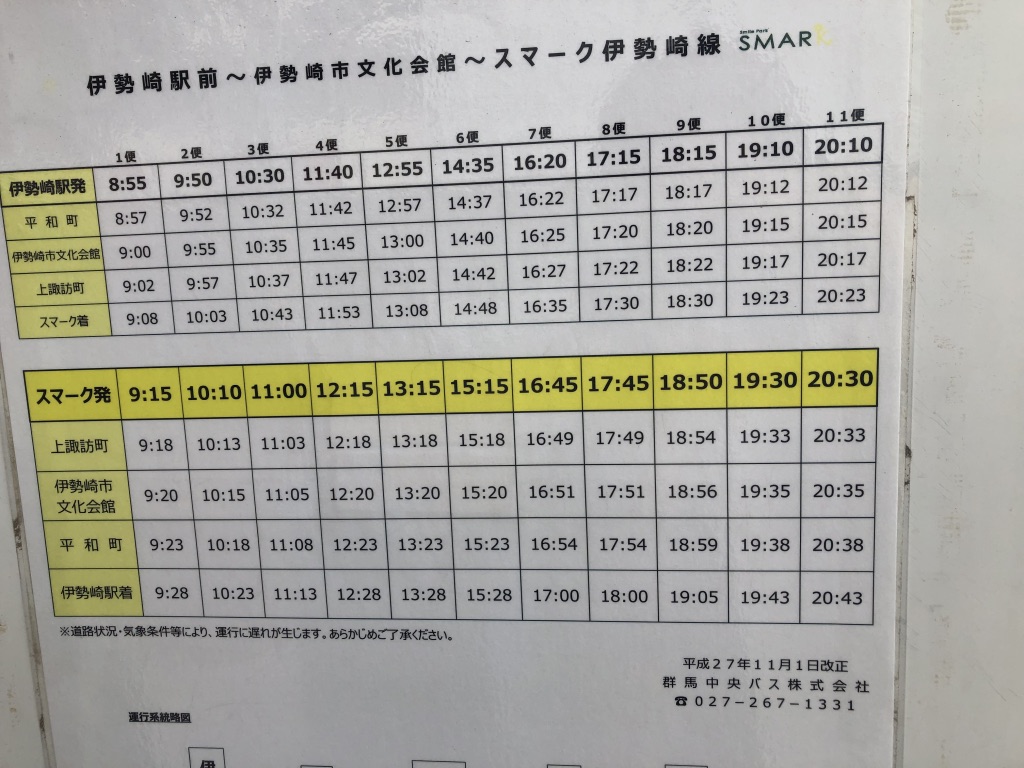 伊勢崎駅前～伊勢崎市文化会館～スマーク伊勢崎線 Smile Park SMARK
1便 2便 3便 4便 5便 6便 7便 8便 9便 10便 11便
伊勢崎駅発 8:55 9:50 10:30 11:40 12:55 14:35 16:20 17:15 18:15 19:10 20:10
平和町 8:57 9:52 10:32 11:42 12:57 14:37 16:22 17:17 18:17 19:12 20:12
伊勢崎市文化会館 9:00 9:55 10:35 11:45 13:00 14:40 16:25 17:20 18:20 19:15 20:15
上諏訪町 9:02 9:57 10:37 11:47 13:02 14:42 16:27 17:22 18:22 19:17 20:17
スマーク着 9:08 10:03 10:43 11:53 13:08 14:48 16:35 17:30 18:30 19:23 20:23
スマーク発 9:15 10:10 11:00 12:15 13:15 15:15 16:45 17:45 18:50 19:30 20:30
上諏訪町 9:18 10:13 11:03 12:18 13:18 15:18 16:49 17:49 18:54 19:33 20:33
伊勢崎市
文化会館 9:20 10:15 11:05 12:20 13:20 15:20 16:51 17:51 18:56 19:35 20:35
平和町 9:23 10:18 11:08 12:23 13:23 15:23 16:54 17:54 18:59 19:38 20:38
伊勢崎駅着 9:28 10:23 11:13 12:28 13:28 15:28 17:00 18:00 19:05 19:43 20:43
※道路状況・気象条件等により、運行に遅れが生じます。あらかじめご了承ください。
平成２７年１１月１日改正
群馬中央バス株式会社
☎０２７－２６７－１３３１
運行系統略図